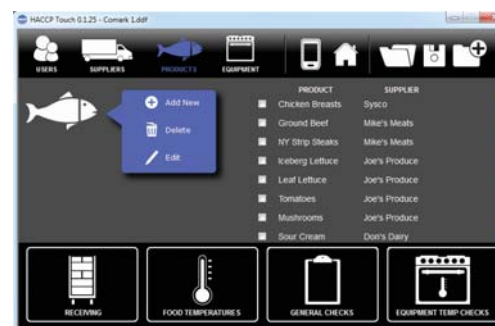 HACCP Touch 0.1.25 - Comark 1.ddf
USERS SUPPLIERS PRODUCTS EQUIPMENT
Add New
Delete
Edit
PRODUCT SUPPLIER
Chicken Breasts Sysco
Ground Beef Mike's Meats
NY Strip Steaks Mike's Meats
Iceberg Lettuce Joe's Produce
Leaf Lettuce Joe's Produce
Tomatoes Joe's Produce
Mushrooms Joe's Produce
Sour Cream Don's Dairy
RECEIVING FOOD TEMPERATURES GENERAL CHECKS EQUIPMENT TEMP CHECKS